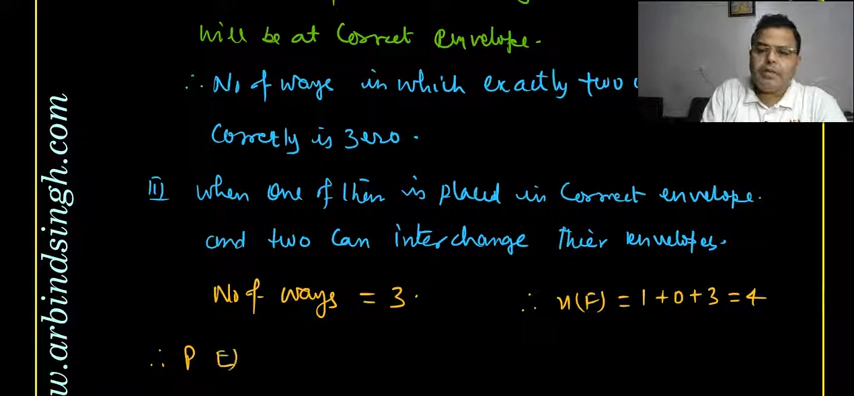 will be at Correct envelope.
∴ No of ways in which exactly two
Correctly is zero.
II) when one of them is placed in Correct envelope.
and two can interchange Thier envelopes.
No of ways = 3.
∴ n(F) = 1+0+3 = 4
∴ P E)
w.arbindsingh.com